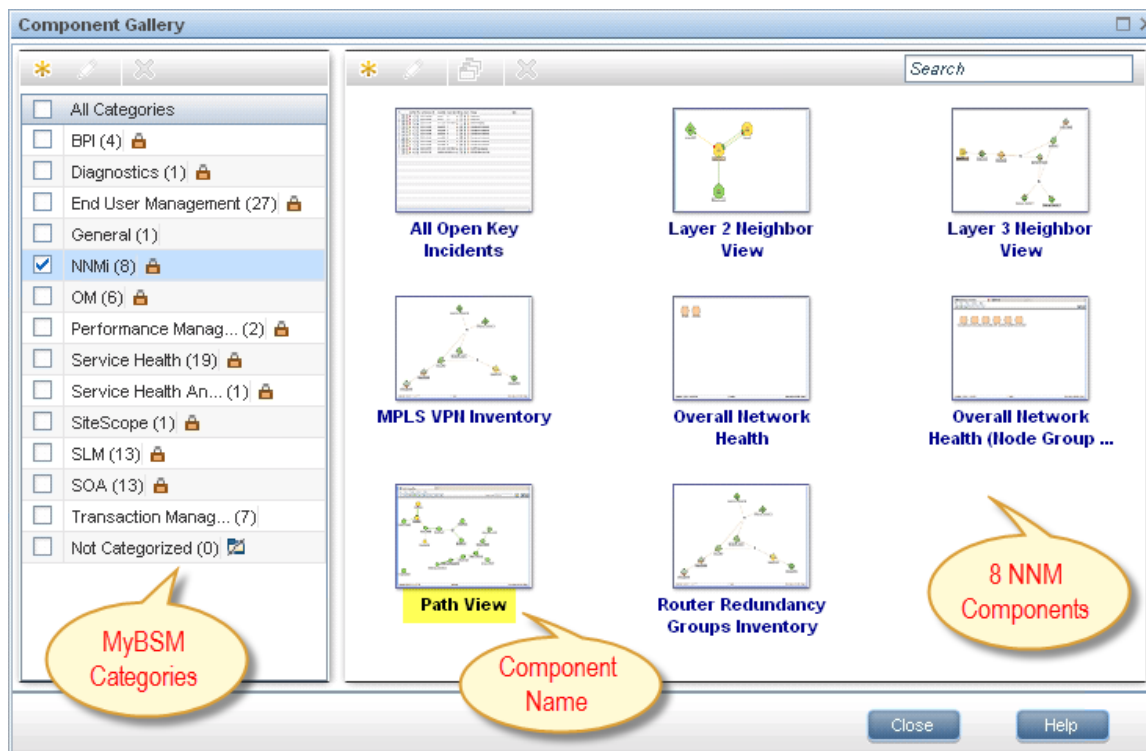 Component Gallery
Search
All Categories
BPI (4)
Diagnostics (1)
End User Management (27)
General (1)
NNMi (8)
OM (6)
Performance Manag... (2)
Service Health (19)
Service Health An... (1)
SiteScope (1)
SLM (13)
SOA (13)
Transaction Manag... (7)
Not Categorized (0)
MyBSM
Categories
All Open Key
Incidents
Layer 2 Neighbor
View
Layer 3 Neighbor
View
MPLS VPN Inventory
Overall Network
Health
Overall Network
Health (Node Group ...
Path View
Router Redundancy
Groups Inventory
8 NNM
Components
Component
Name
Close
Help